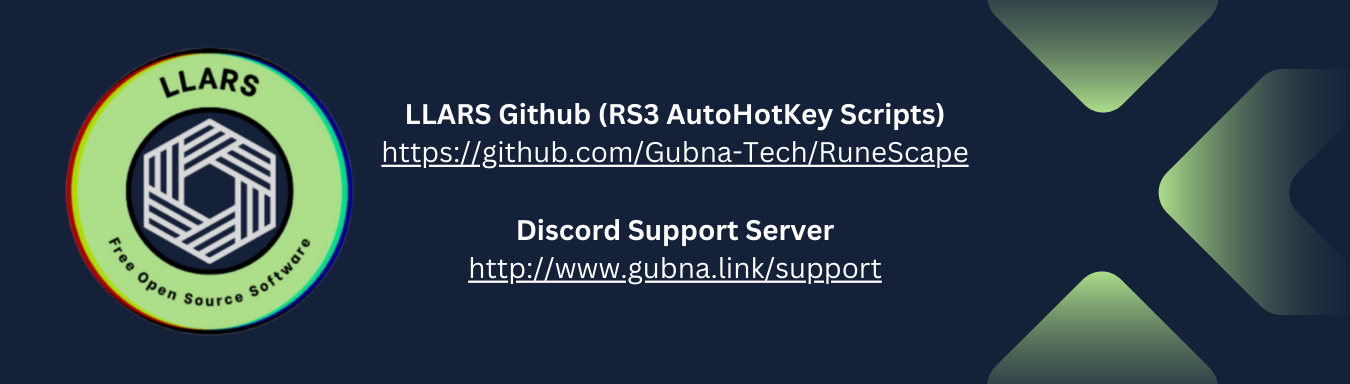 LLARS
Free Open Source Software
LLARS Github (RS3 AutoHotKey Scripts)
https://github.com/Gubna-Tech/RuneScape
Discord Support Server
http://www.gubna.link/support